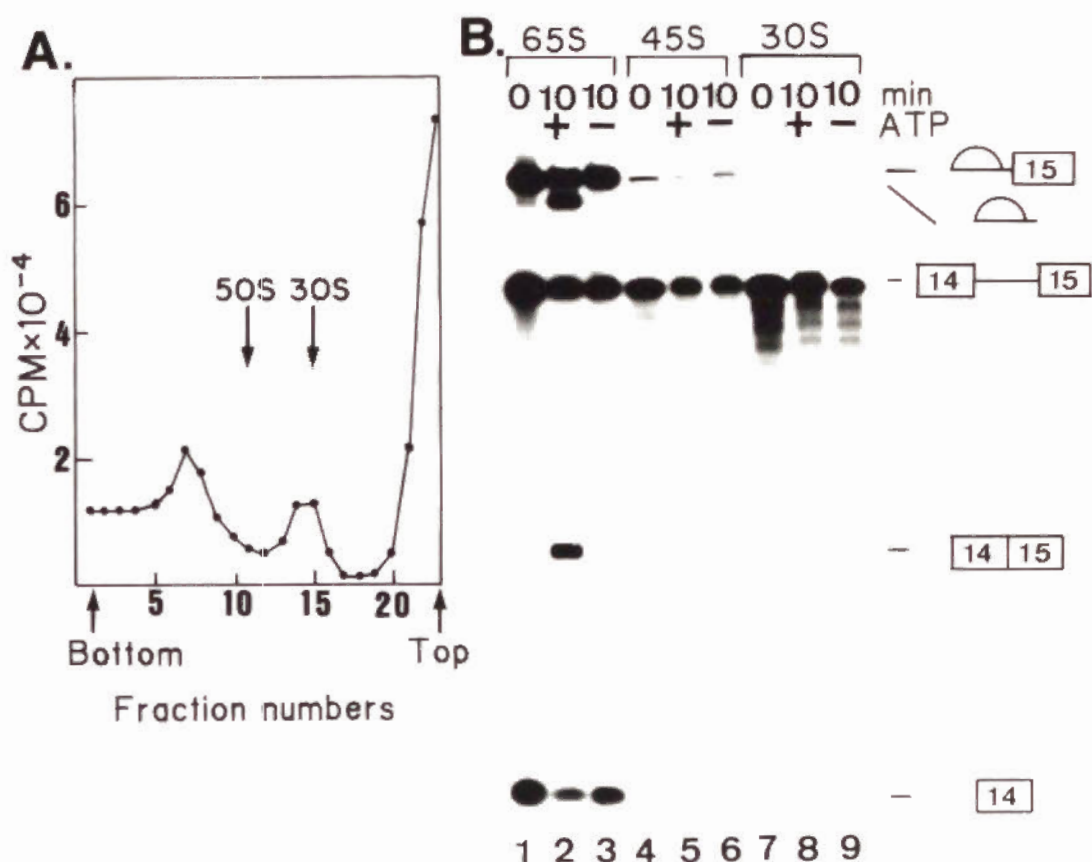 A.
CPM×10⁻⁴
6
4
2
50S 30S
5 10 15 20
Bottom Top
Fraction numbers
B.
65S 45S 30S
0 10 10 0 10 10 0 10 10 min
+ − + − + − ATP
15
14 15
14 15
14
1 2 3 4 5 6 7 8 9